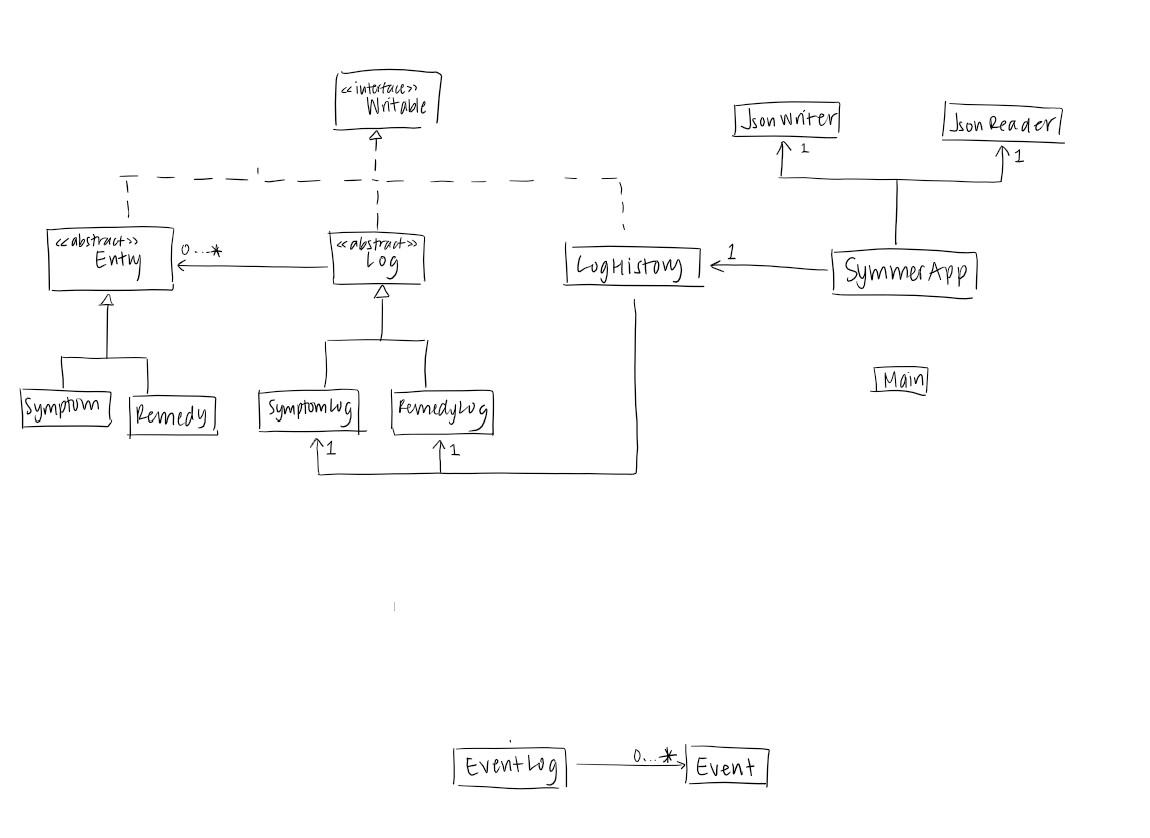 <<interface>>
Writable
JsonWriter
JsonReader
1
1
<<abstract>>
Entry
0...*
<<abstract>>
Log
LogHistory
1
SymmerApp
Main
Symptom
Remedy
SymptomLog
RemedyLog
1
1
EventLog
0...*
Event